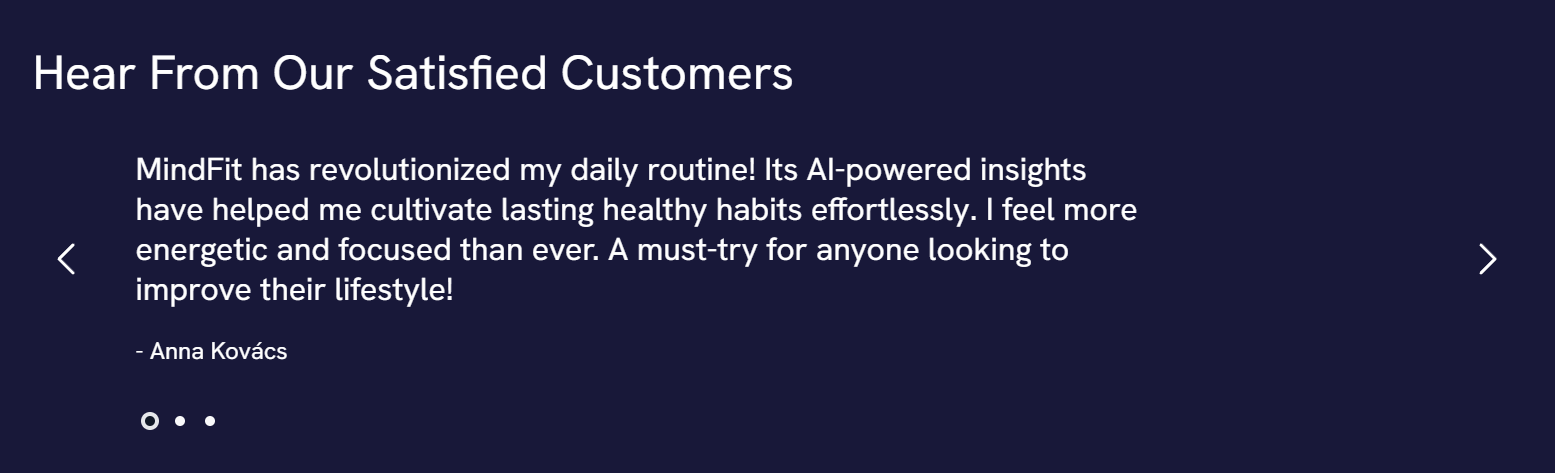 Hear From Our Satisfied Customers
MindFit has revolutionized my daily routine! Its AI-powered insights
have helped me cultivate lasting healthy habits effortlessly. I feel more
energetic and focused than ever. A must-try for anyone looking to
improve their lifestyle!
- Anna Kovács